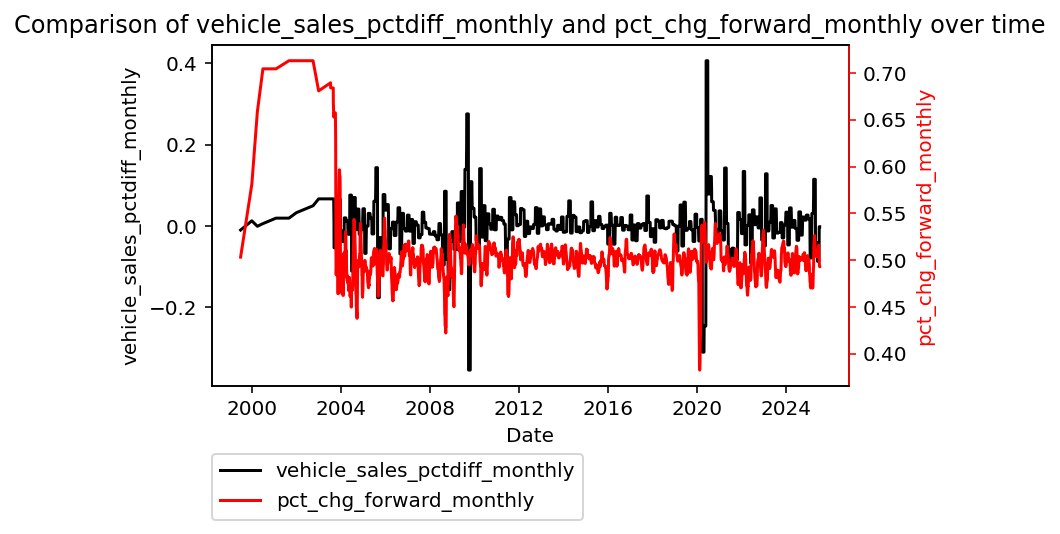 Comparison of vehicle_sales_pctdiff_monthly and pct_chg_forward_monthly over time
vehicle_sales_pctdiff_monthly
0.4
0.2
0.0
−0.2
0.70
0.65
0.60
0.55
0.50
0.45
0.40
pct_chg_forward_monthly
2000 2004 2008 2012 2016 2020 2024
Date
vehicle_sales_pctdiff_monthly
pct_chg_forward_monthly